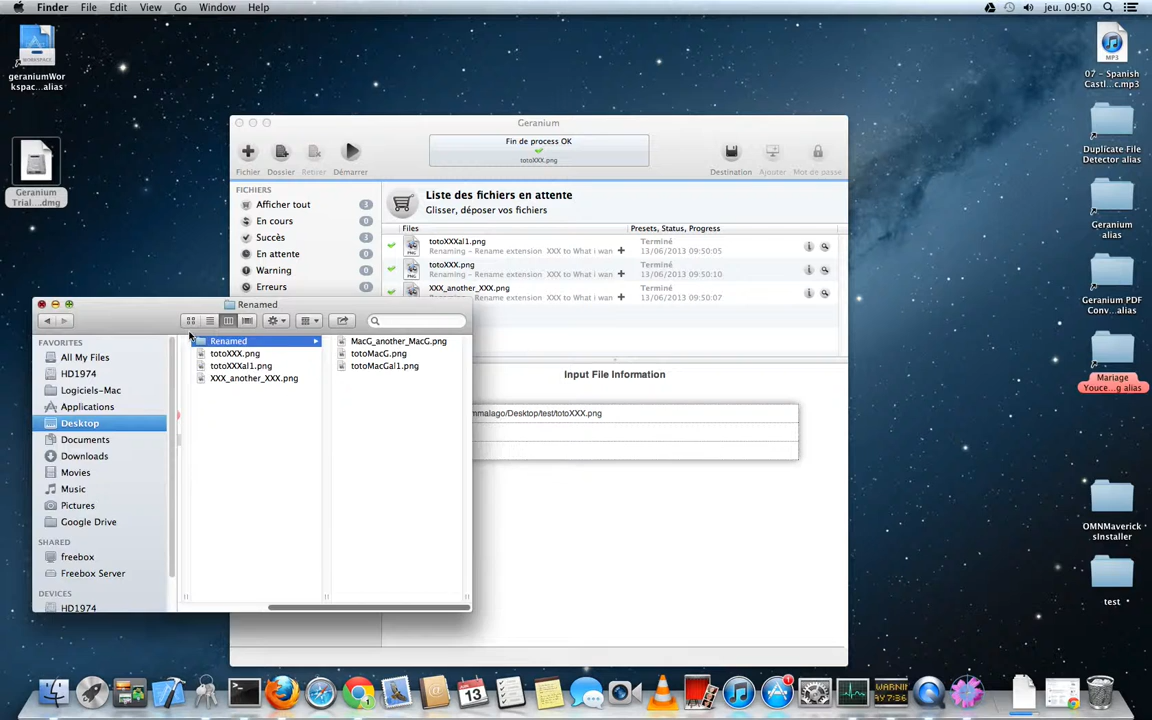 Finder File Edit View Go Window Help
jeu. 09:50
geraniumWor
kspac...alias
Geranium
Trial....dmg
MP3
07 - Spanish
Castl...c.mp3
Duplicate File
Detector alias
Geranium
alias
Geranium PDF
Conv...alias
Mariage
Youce...g alias
OMNMaverick
sInstaller
test
Geranium
Fin de process OK
totoXXX.png
Fichier Dossier Retirer Démarrer
Destination Ajouter Mot de passe
FICHIERS
Afficher tout 3
En cours 0
Succès 3
En attente 0
Warning 0
Erreurs 0
Liste des fichiers en attente
Glisser, déposer vos fichiers
Files Presets, Status, Progress
totoXXXal1.png Terminé
Renaming - Rename extension XXX to What i wan 13/06/2013 09:50:05
totoXXX.png Terminé
Renaming - Rename extension XXX to What i wan 13/06/2013 09:50:10
XXX_another_XXX.png Terminé
Renaming - Rename extension XXX to What i wan 13/06/2013 09:50:07
Input File Information
mmalago/Desktop/test/totoXXX.png
Renamed
FAVORITES
All My Files
HD1974
Logiciels-Mac
Applications
Desktop
Documents
Downloads
Movies
Music
Pictures
Google Drive
SHARED
freebox
Freebox Server
DEVICES
HD1974
Renamed
totoXXX.png
totoXXXal1.png
XXX_another_XXX.png
MacG_another_MacG.png
totoMacG.png
totoMacGal1.png